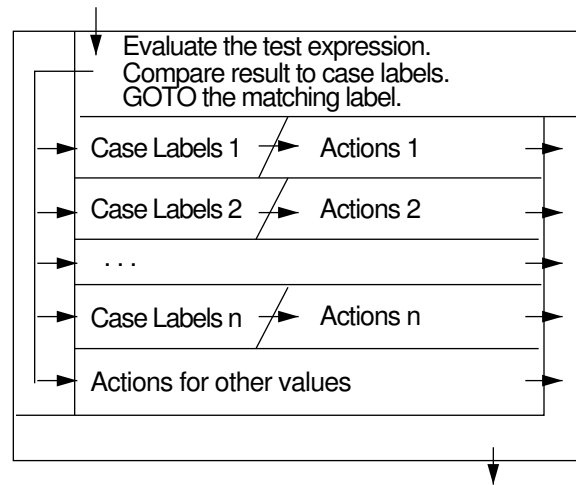 Evaluate the test expression.
Compare result to case labels.
GOTO the matching label.
Case Labels 1 Actions 1
Case Labels 2 Actions 2
. . .
Case Labels n Actions n
Actions for other values